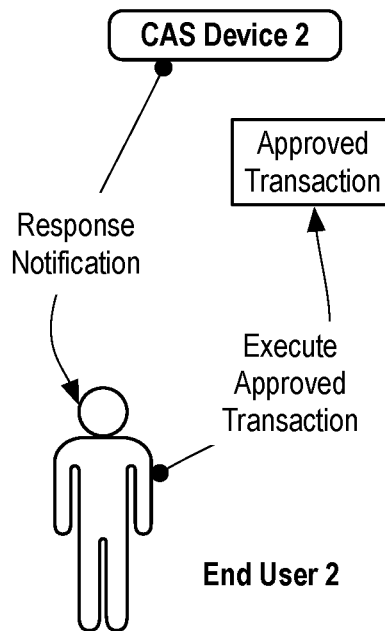 CAS Device 2
Approved
Transaction
Response
Notification
Execute
Approved
Transaction
End User 2